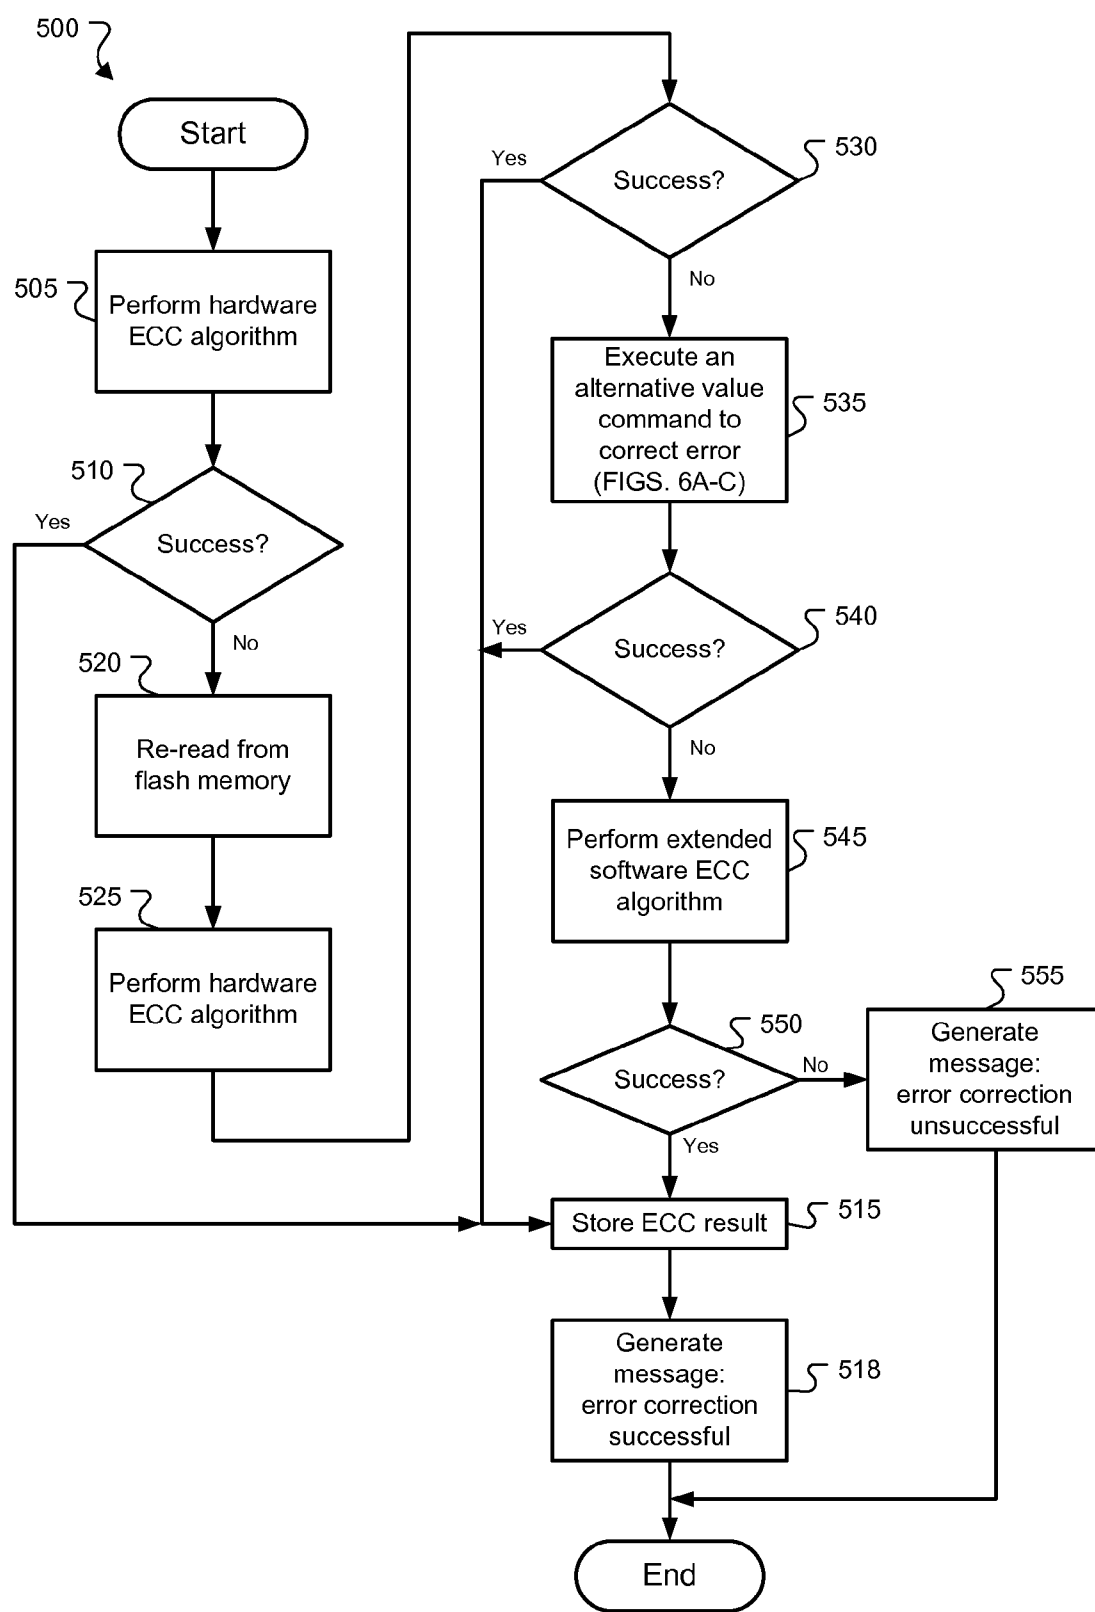 500
Start
505
Perform hardware
ECC algorithm
510
Yes
Success?
No
520
Re-read from
flash memory
525
Perform hardware
ECC algorithm
530
Yes
Success?
No
Execute an
alternative value
command to
correct error
(FIGS. 6A-C)
535
540
Yes
Success?
No
Perform extended
software ECC
algorithm
545
550
Success?
No
Yes
555
Generate
message:
error correction
unsuccessful
Store ECC result
515
Generate
message:
error correction
successful
518
End